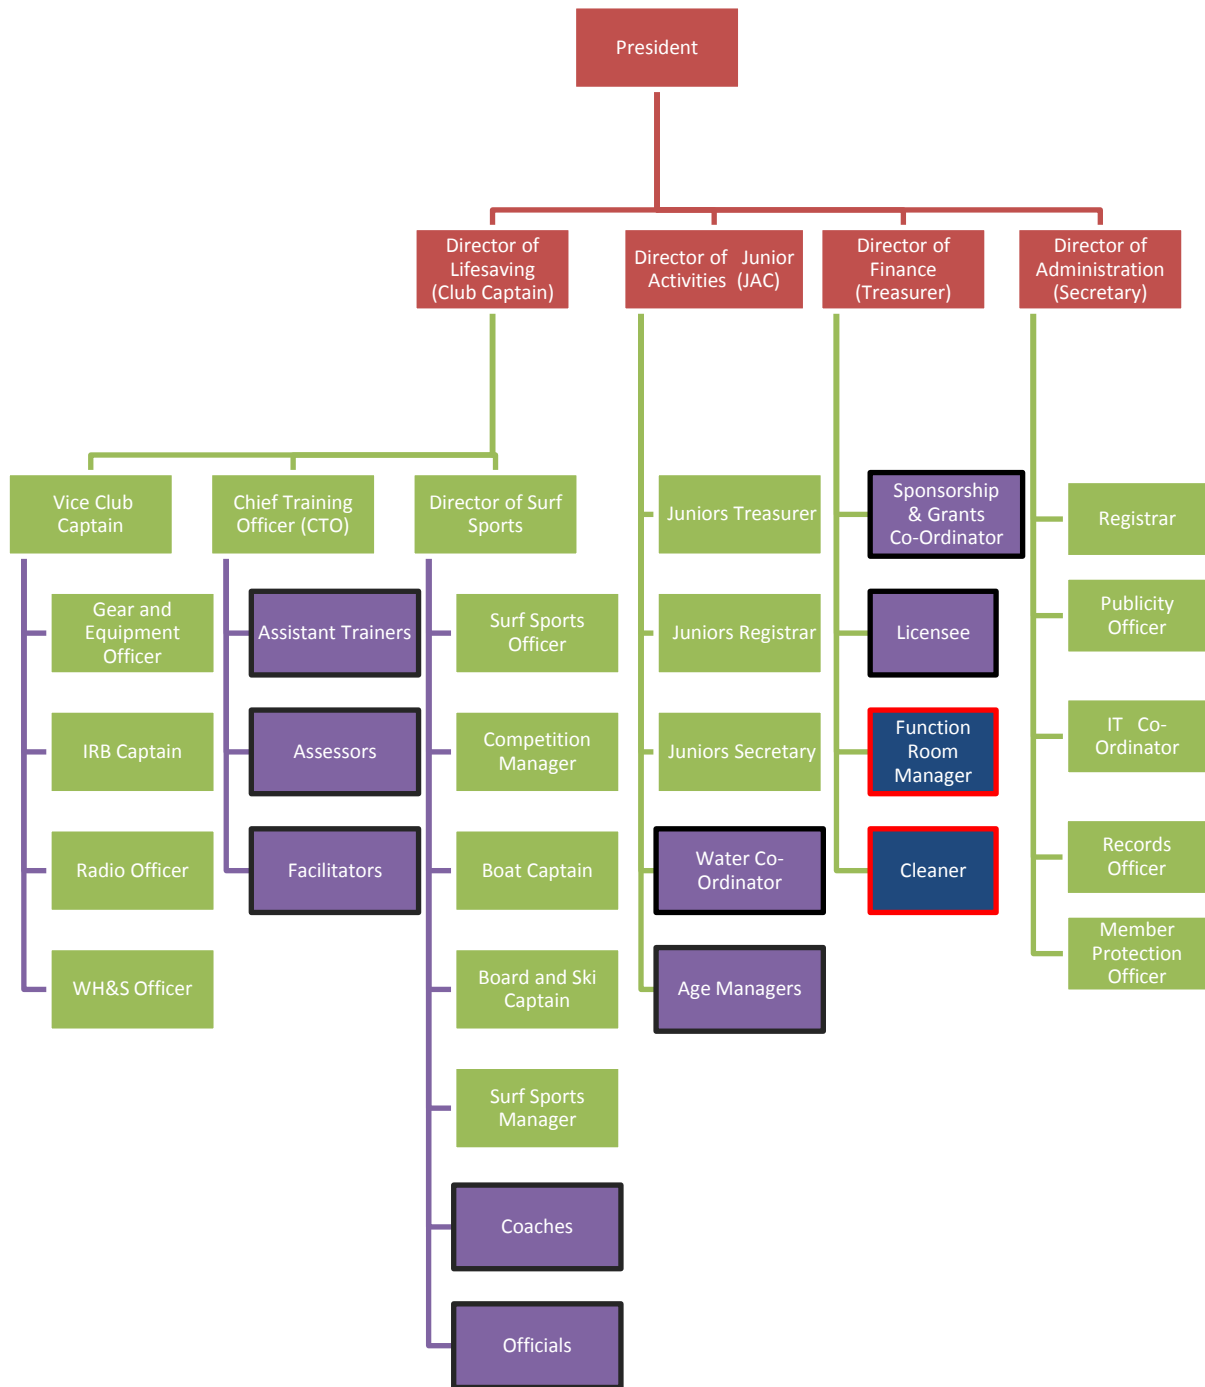 President
Director of
Lifesaving
(Club Captain)
Director of Junior
Activities (JAC)
Director of
Finance
(Treasurer)
Director of
Administration
(Secretary)
Vice Club
Captain
Chief Training
Officer (CTO)
Director of Surf
Sports
Juniors Treasurer
Sponsorship
& Grants
Co-Ordinator
Registrar
Gear and
Equipment
Officer
Assistant Trainers
Surf Sports
Officer
Juniors Registrar
Licensee
Publicity
Officer
IRB Captain
Assessors
Competition
Manager
Juniors Secretary
Function
Room
Manager
IT Co-
Ordinator
Radio Officer
Facilitators
Boat Captain
Water Co-
Ordinator
Cleaner
Records
Officer
WH&S Officer
Board and Ski
Captain
Age Managers
Member
Protection
Officer
Surf Sports
Manager
Coaches
Officials